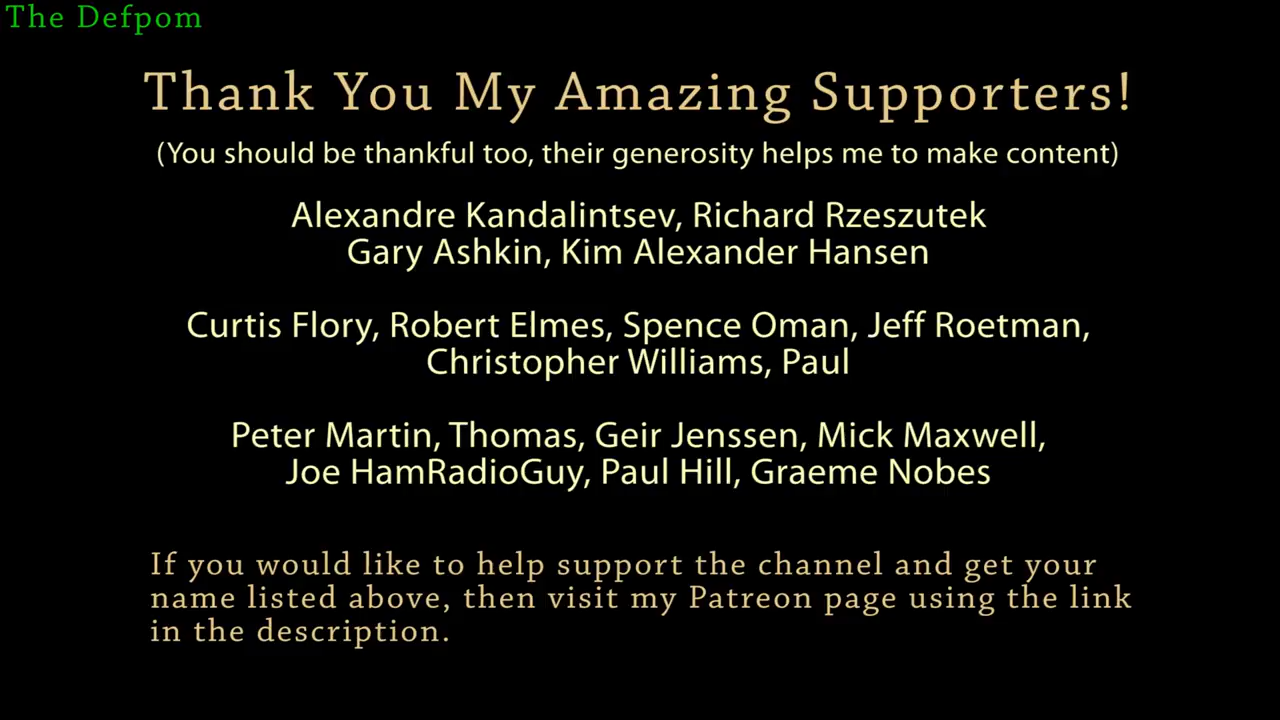 The Defpom
Thank You My Amazing Supporters!
(You should be thankful too, their generosity helps me to make content)
Alexandre Kandalintsev, Richard Rzeszutek
Gary Ashkin, Kim Alexander Hansen
Curtis Flory, Robert Elmes, Spence Oman, Jeff Roetman,
Christopher Williams, Paul
Peter Martin, Thomas, Geir Jenssen, Mick Maxwell,
Joe HamRadioGuy, Paul Hill, Graeme Nobes
If you would like to help support the channel and get your
name listed above, then visit my Patreon page using the link
in the description.